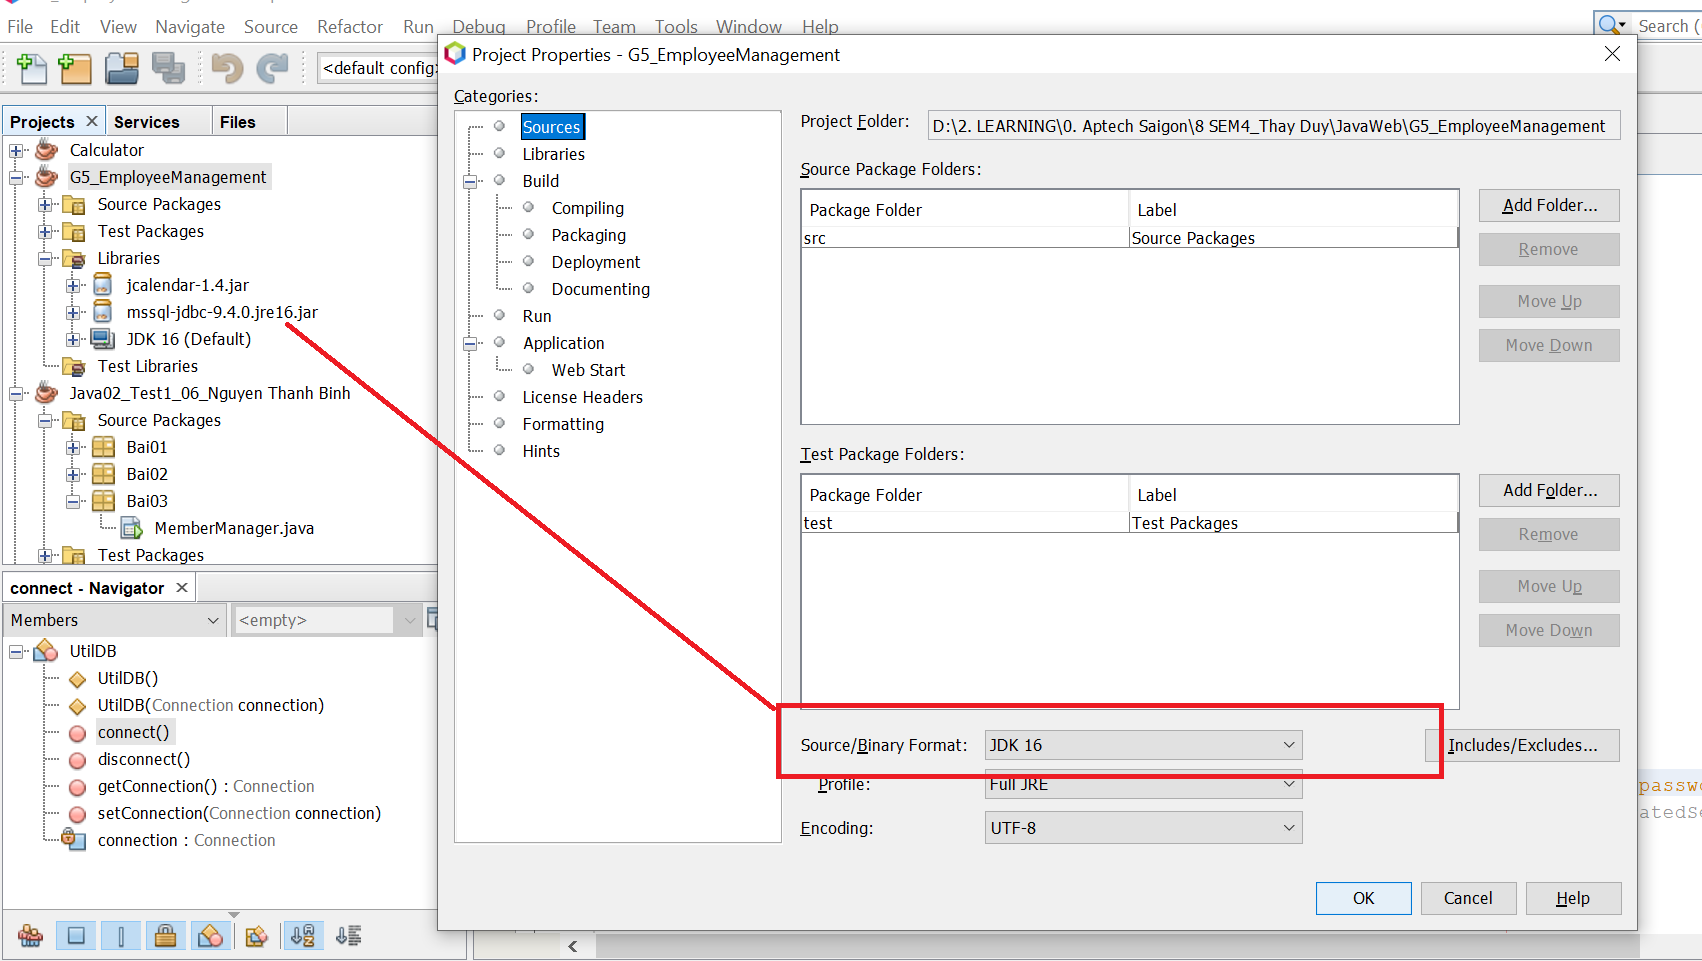 File Edit View Navigate Source Refactor Run Debug Profile Team Tools Window Help
Search (
<default config>
Projects Services Files
Calculator
G5_EmployeeManagement
Source Packages
Test Packages
Libraries
jcalendar-1.4.jar
mssql-jdbc-9.4.0.jre16.jar
JDK 16 (Default)
Test Libraries
Java02_Test1_06_Nguyen Thanh Binh
Source Packages
Bai01
Bai02
Bai03
MemberManager.java
Test Packages
connect - Navigator
Members <empty>
UtilDB
UtilDB()
UtilDB(Connection connection)
connect()
disconnect()
getConnection() : Connection
setConnection(Connection connection)
connection : Connection
Project Properties - G5_EmployeeManagement
Categories:
Sources
Libraries
Build
Compiling
Packaging
Deployment
Documenting
Run
Application
Web Start
License Headers
Formatting
Hints
Project Folder: D:\2. LEARNING\0. Aptech Saigon\8 SEM4_Thay Duy\JavaWeb\G5_EmployeeManagement
Source Package Folders:
Package Folder Label
src Source Packages
Add Folder...
Remove
Move Up
Move Down
Test Package Folders:
Package Folder Label
test Test Packages
Add Folder...
Remove
Move Up
Move Down
Source/Binary Format: JDK 16 Includes/Excludes...
Profile: Full JRE
Encoding: UTF-8
OK Cancel Help
passwo
atedSe